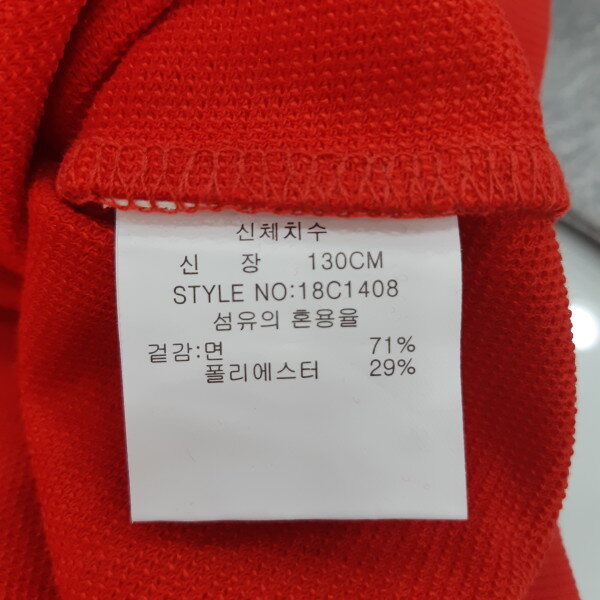 신체치수
신 장 130CM
STYLE NO:18C1408
섬유의 혼용율
겉감:면 71%
폴리에스터 29%